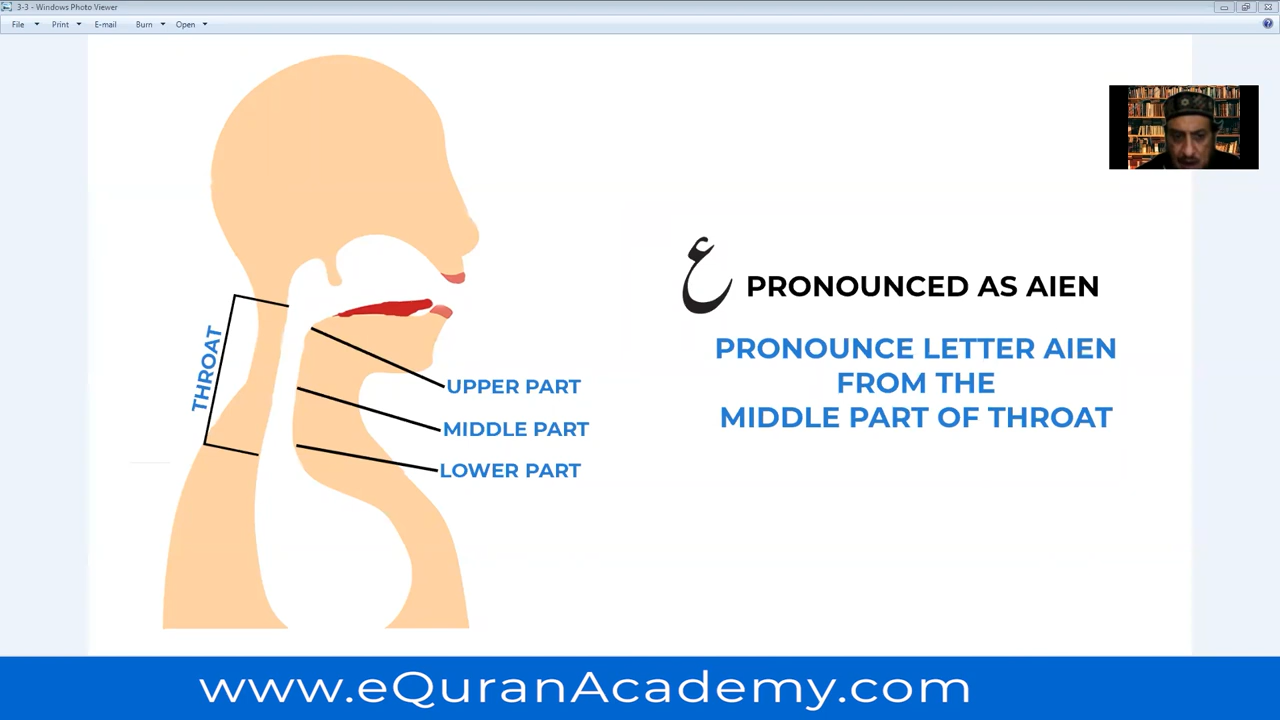 3-3 - Windows Photo Viewer
File Print E-mail Burn Open
THROAT
UPPER PART
MIDDLE PART
LOWER PART
ع PRONOUNCED AS AIEN
PRONOUNCE LETTER AIEN
FROM THE
MIDDLE PART OF THROAT
www.eQuranAcademy.com